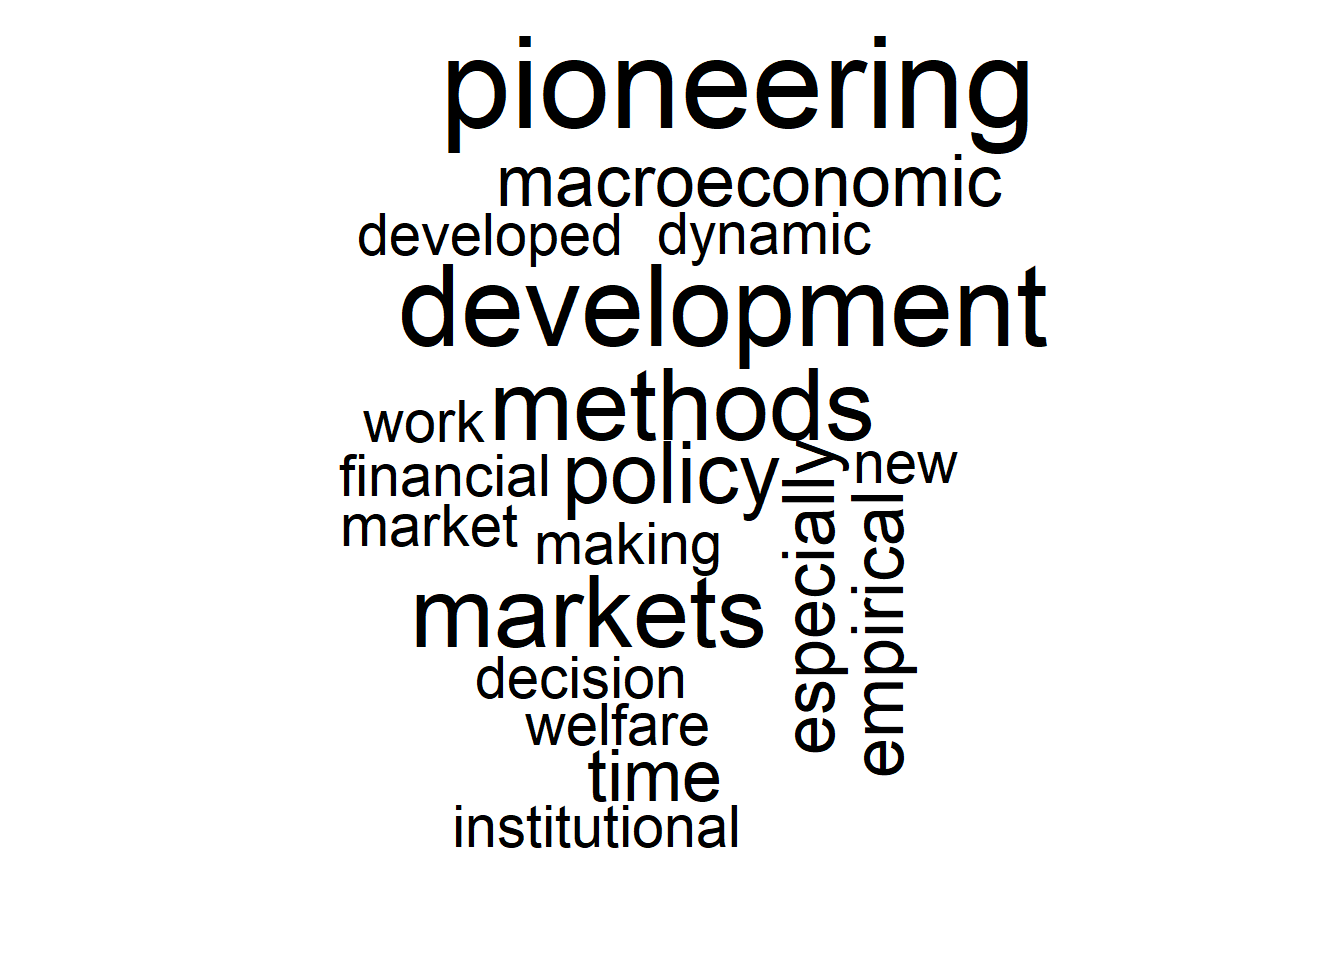 pioneering
macroeconomic
developed dynamic
development
methods
work
policy
new
financial
market
making
especially
empirical
markets
decision
welfare
time
institutional